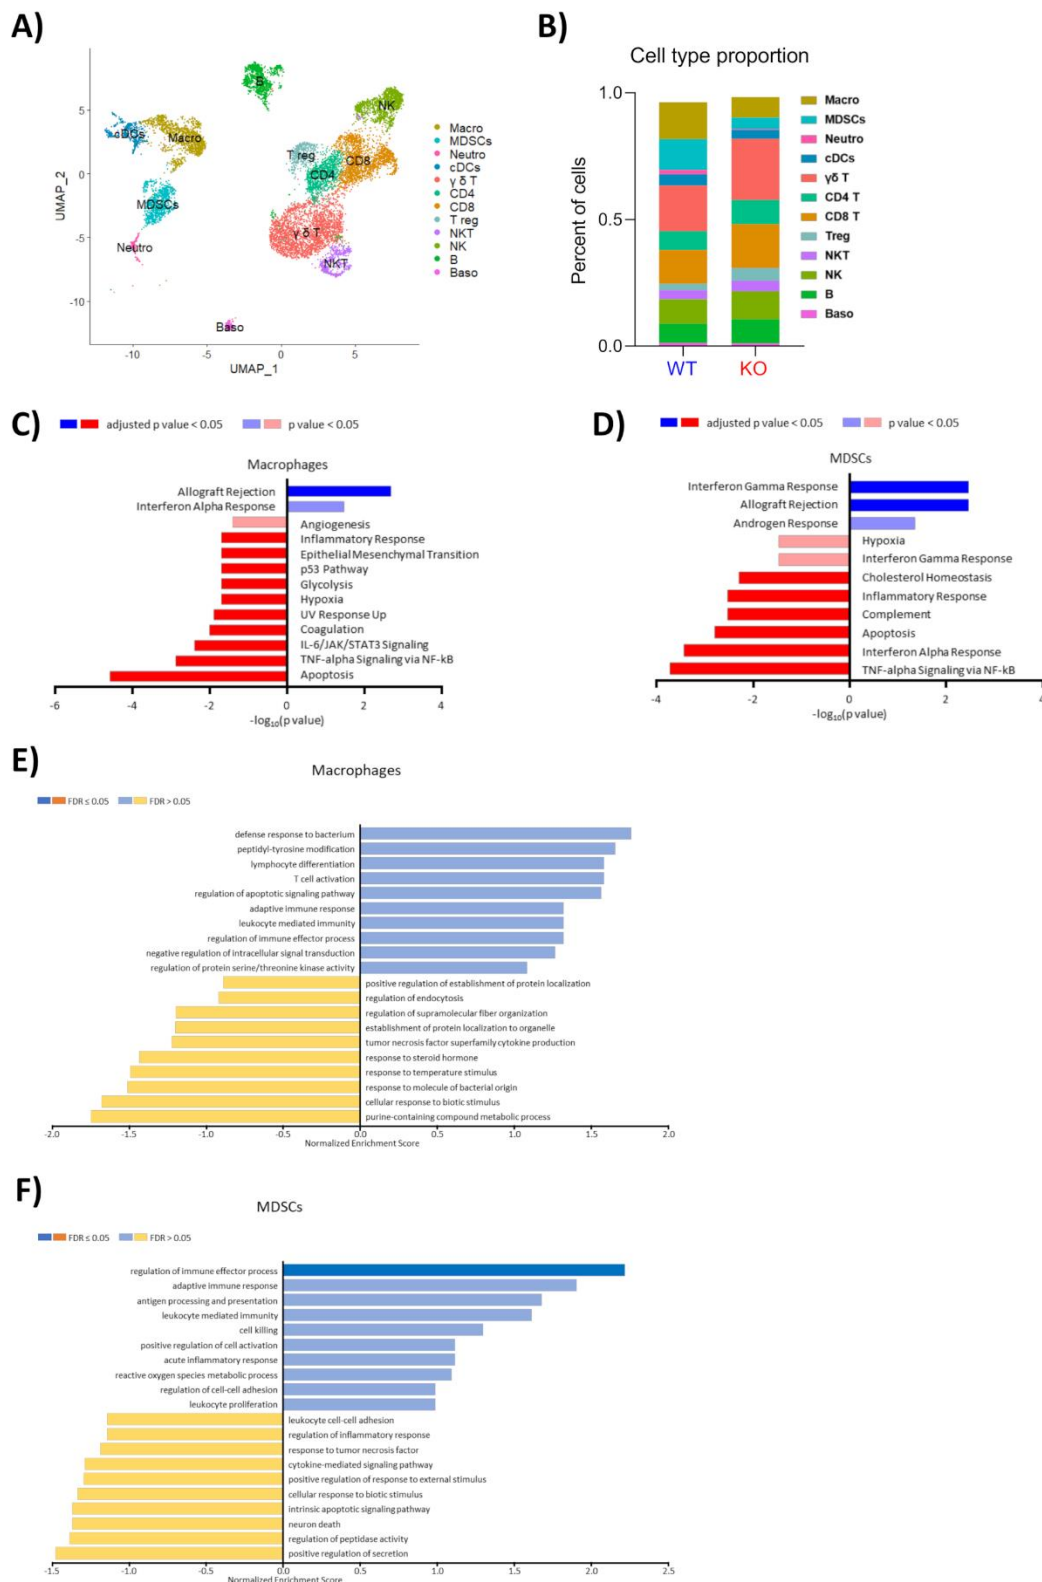 A)
B)
Cell type proportion
UMAP_2
5
0
-5
-10
B
NK
cDCs
Macro
T reg
CD8
CD4
MDSCs
γ δ T
Neutro
NKT
Baso
-10
-5
0
5
UMAP_1
Macro
MDSCs
Neutro
cDCs
γ δ T
CD4
CD8
T reg
NKT
NK
B
Baso
Percent of cells
1.0
0.5
0.0
WT
KO
Macro
MDSCs
Neutro
cDCs
γδ T
CD4 T
CD8 T
Treg
NKT
NK
B
Baso
C)
adjusted p value < 0.05
p value < 0.05
Macrophages
Allograft Rejection
Interferon Alpha Response
Angiogenesis
Inflammatory Response
Epithelial Mesenchymal Transition
p53 Pathway
Glycolysis
Hypoxia
UV Response Up
Coagulation
IL-6/JAK/STAT3 Signaling
TNF-alpha Signaling via NF-kB
Apoptosis
-6
-4
-2
0
2
4
-log₁₀(p value)
D)
adjusted p value < 0.05
p value < 0.05
MDSCs
Interferon Gamma Response
Allograft Rejection
Androgen Response
Hypoxia
Interferon Gamma Response
Cholesterol Homeostasis
Inflammatory Response
Complement
Apoptosis
Interferon Alpha Response
TNF-alpha Signaling via NF-kB
-4
-2
0
2
4
-log₁₀(p value)
E)
Macrophages
FDR ≤ 0.05
FDR > 0.05
defense response to bacterium
peptidyl-tyrosine modification
lymphocyte differentiation
T cell activation
regulation of apoptotic signaling pathway
adaptive immune response
leukocyte mediated immunity
regulation of immune effector process
negative regulation of intracellular signal transduction
regulation of protein serine/threonine kinase activity
positive regulation of establishment of protein localization
regulation of endocytosis
regulation of supramolecular fiber organization
establishment of protein localization to organelle
tumor necrosis factor superfamily cytokine production
response to steroid hormone
response to temperature stimulus
response to molecule of bacterial origin
cellular response to biotic stimulus
purine-containing compound metabolic process
-2.0
-1.5
-1.0
-0.5
0.0
0.5
1.0
1.5
2.0
Normalized Enrichment Score
F)
MDSCs
FDR ≤ 0.05
FDR > 0.05
regulation of immune effector process
adaptive immune response
antigen processing and presentation
leukocyte mediated immunity
cell killing
positive regulation of cell activation
acute inflammatory response
reactive oxygen species metabolic process
regulation of cell-cell adhesion
leukocyte proliferation
leukocyte cell-cell adhesion
regulation of inflammatory response
response to tumor necrosis factor
cytokine-mediated signaling pathway
positive regulation of response to external stimulus
cellular response to biotic stimulus
intrinsic apoptotic signaling pathway
neuron death
regulation of peptidase activity
positive regulation of secretion
-1.5
-1.0
-0.5
0.0
0.5
1.0
1.5
2.0
2.5
Normalized Enrichment Score